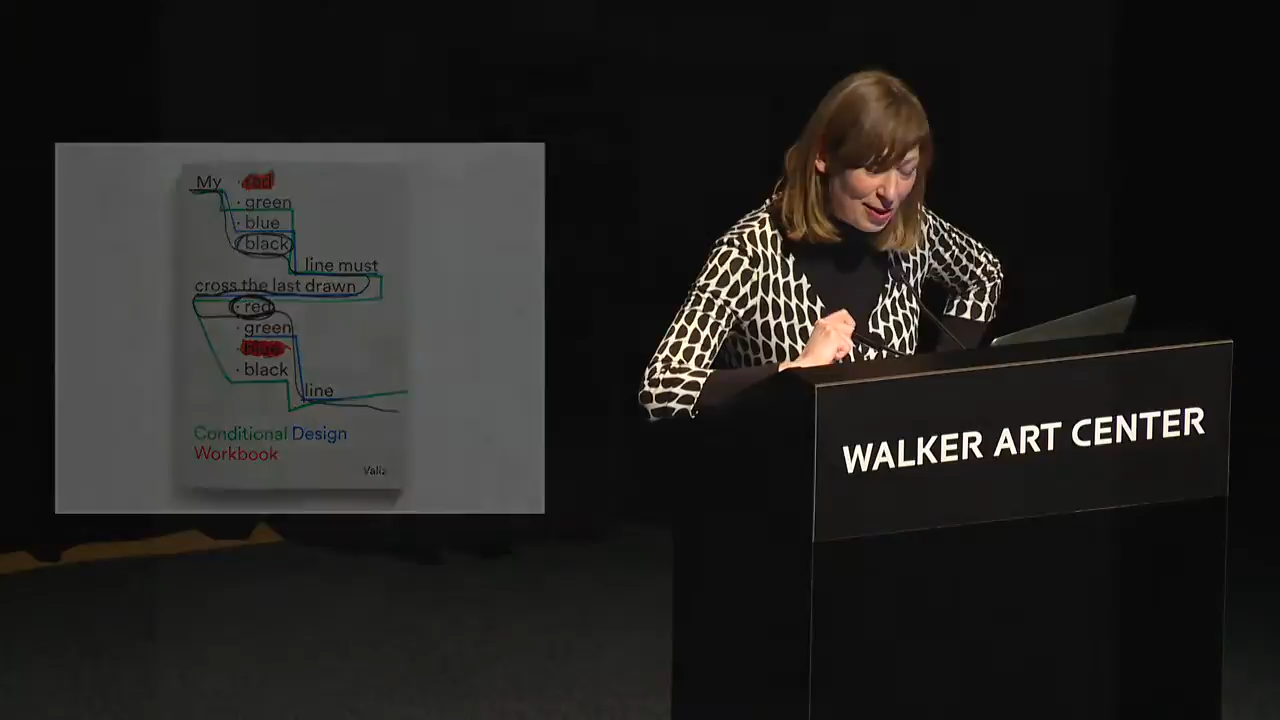 My · red
· green
· blue
· black
line must
cross the last drawn
· red
· green
· blue
· black
line
Conditional Design
Workbook
Valiz
WALKER ART CENTER